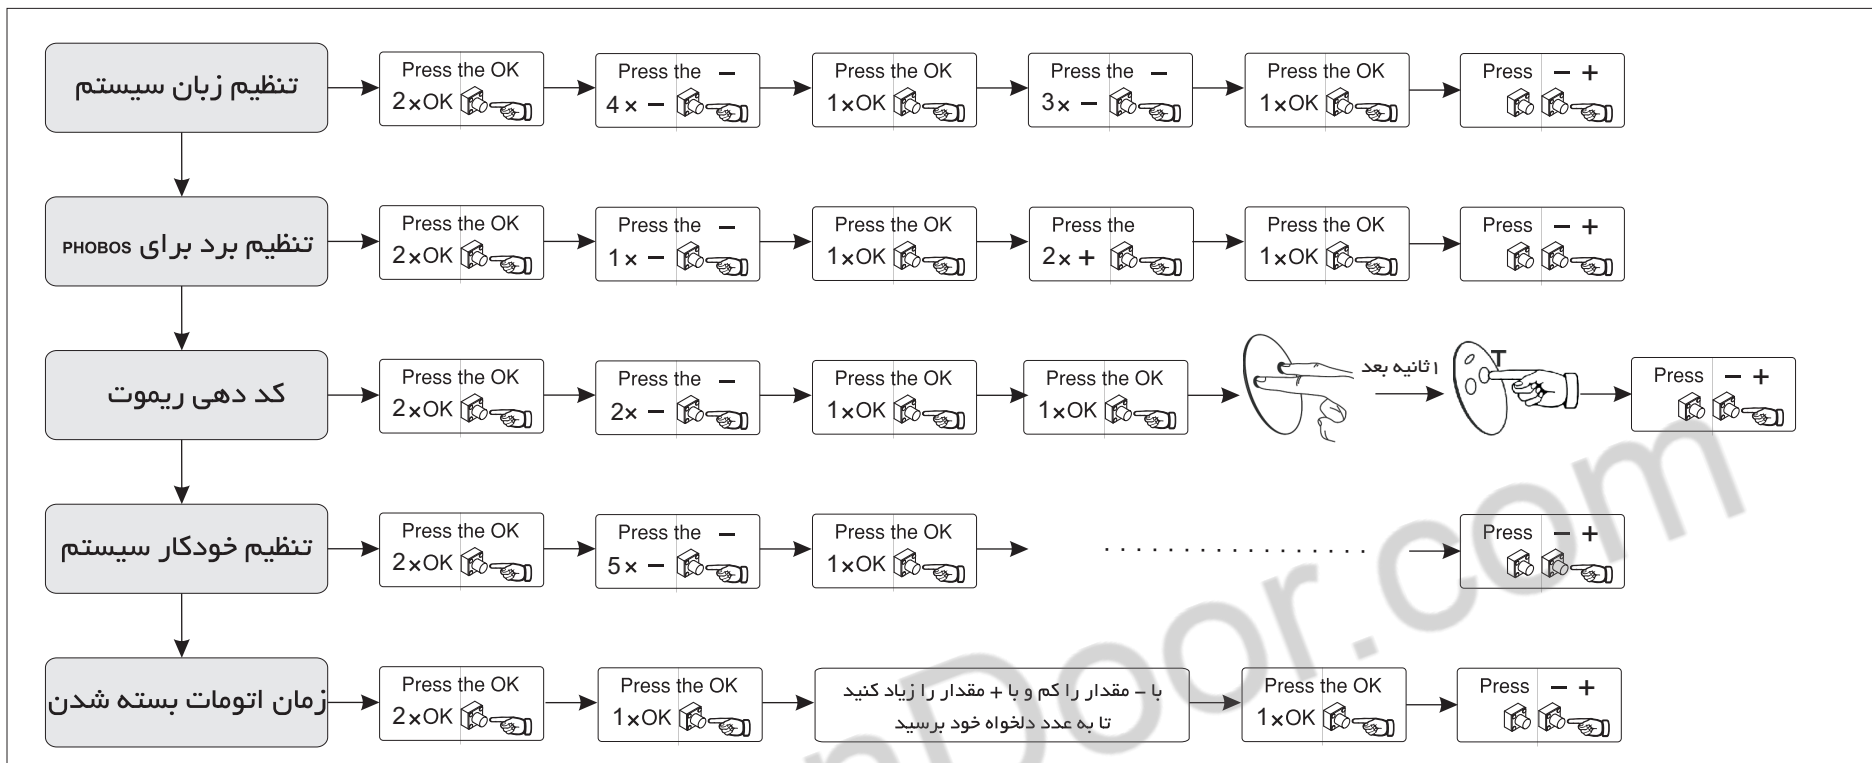 تنظیم زبان سیستم
Press the OK
2×OK
Press the −
4× −
Press the OK
1×OK
Press the −
3× −
Press the OK
1×OK
Press − +
تنظیم برد برای PHOBOS
Press the OK
2×OK
Press the −
1× −
Press the OK
1×OK
Press the
2× +
Press the OK
1×OK
Press − +
کد دهی ریموت
Press the OK
2×OK
Press the −
2× −
Press the OK
1×OK
Press the OK
1×OK
۱ ثانیه بعد
T
Press − +
تنظیم خودکار سیستم
Press the OK
2×OK
Press the −
5× −
Press the OK
1×OK
.................
Press − +
زمان اتومات بسته شدن
Press the OK
2×OK
Press the OK
1×OK
با – مقدار را کم و با + مقدار را زیاد کنید
تا به عدد دلخواه خود برسید
Press the OK
1×OK
Press − +
nDoor.com